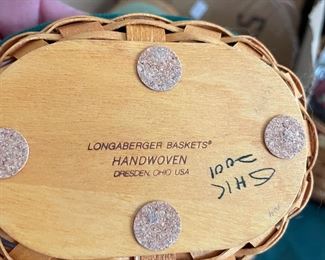 LONGABERGER BASKETS®
HANDWOVEN
DRESDEN, OHIO USA
2001